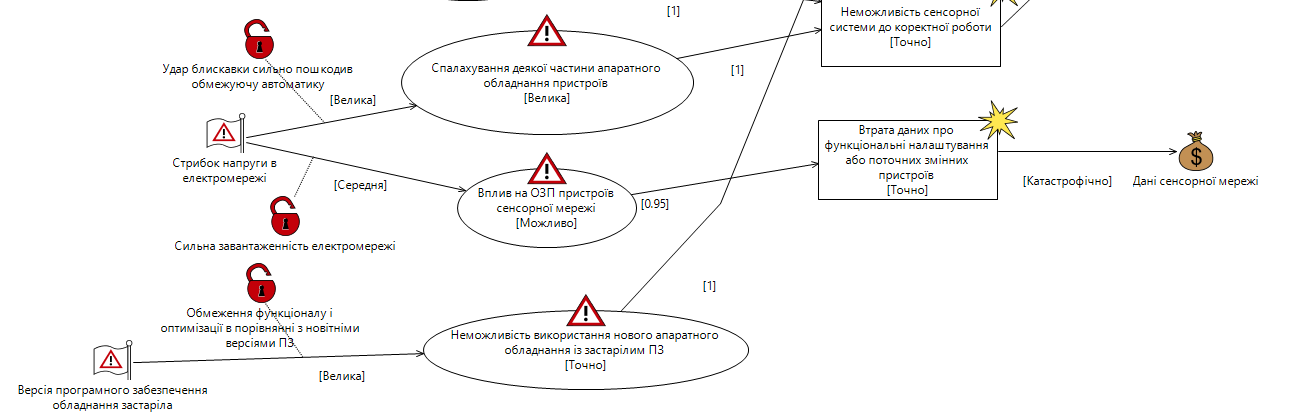 [1]
Неможливість сенсорної
системи до коректної роботи
[Точно]
Удар блискавки сильно пошкодив
обмежуючу автоматику
[Велика]
Спалахування деякої частини апаратного
обладнання пристроїв
[Велика]
[1]
Стрибок напруги в
електромережі
[Середня]
Вплив на ОЗП пристроїв
сенсорної мережі
[Можливо]
[0.95]
Втрата даних про
функціональні налаштування
або поточних змінних
пристроїв
[Точно]
[Катастрофічно]
$
Дані сенсорної мережі
Сильна завантаженність електромережі
Обмеження функціоналу і
оптимізації в порівнянні з новітніми
версіями ПЗ
[1]
Неможливість використання нового апаратного
обладнання із застарілим ПЗ
[Точно]
[Велика]
Версія програмного забезпечення
обладнання застаріла